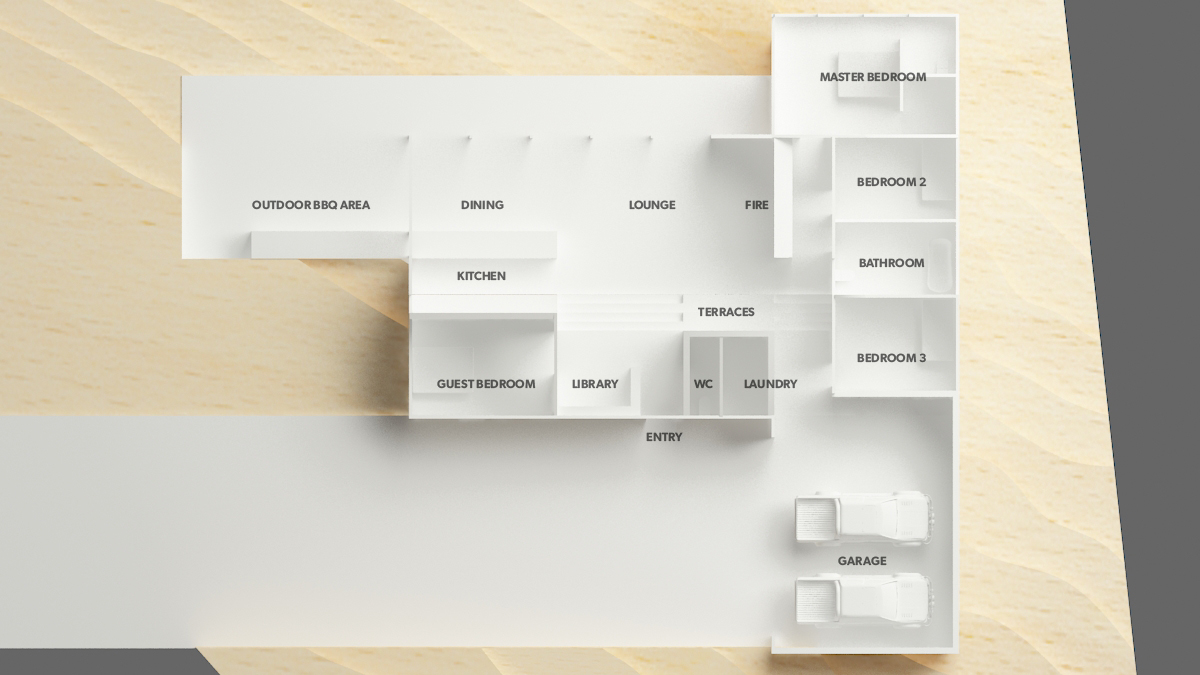 MASTER BEDROOM
BEDROOM 2
OUTDOOR BBQ AREA
DINING
LOUNGE
FIRE
BATHROOM
KITCHEN
TERRACES
BEDROOM 3
GUEST BEDROOM
LIBRARY
WC
LAUNDRY
ENTRY
GARAGE